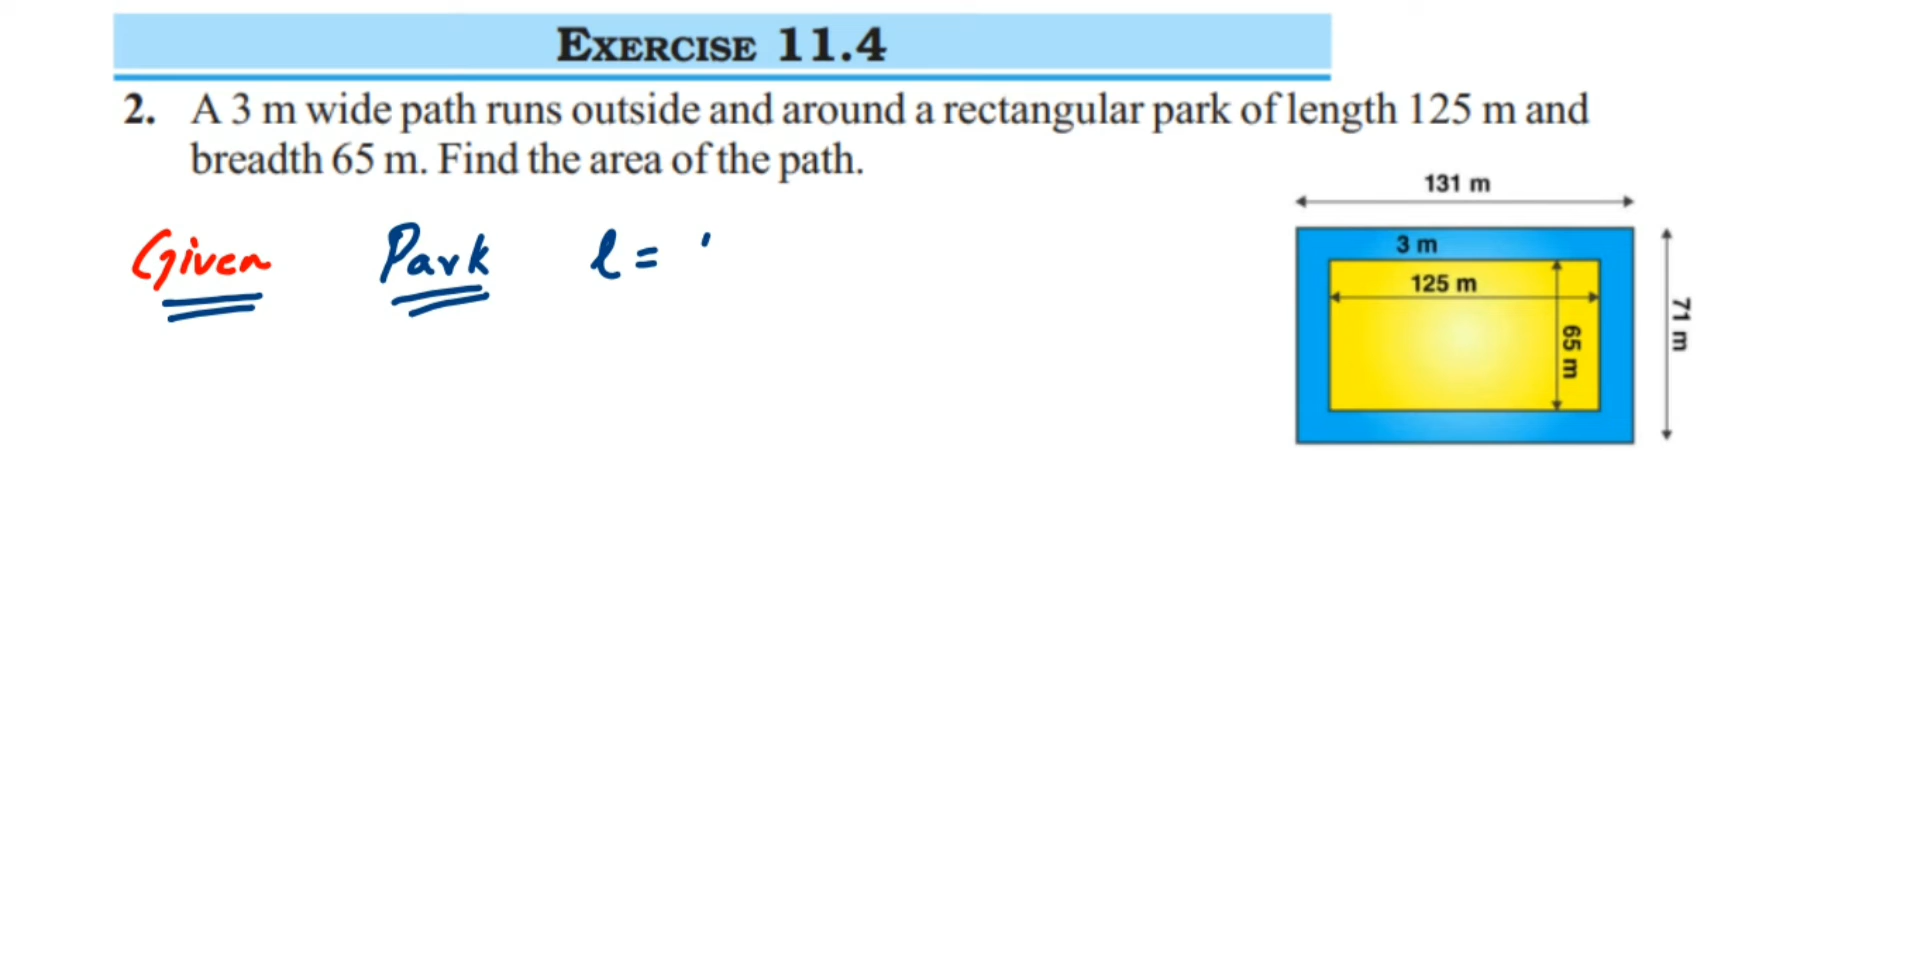 EXERCISE 11.4
2. A 3 m wide path runs outside and around a rectangular park of length 125 m and
breadth 65 m. Find the area of the path.
131 m
Given Park l = '
3 m
125 m
65 m
71 m